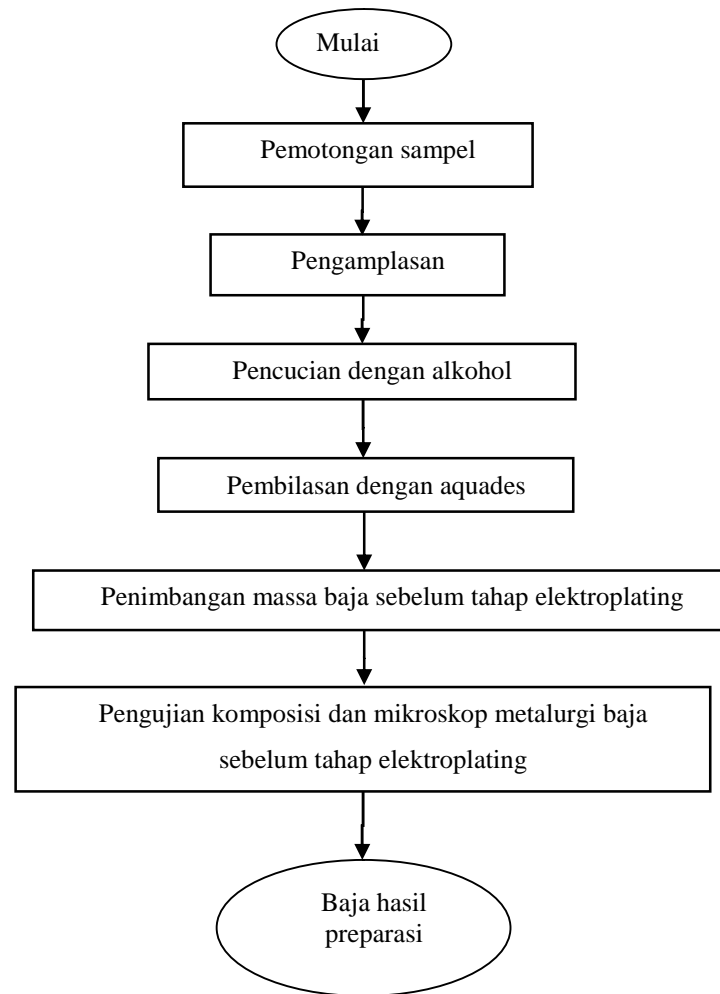 Mulai
Pemotongan sampel
Pengamplasan
Pencucian dengan alkohol
Pembilasan dengan aquades
Penimbangan massa baja sebelum tahap elektroplating
Pengujian komposisi dan mikroskop metalurgi baja
sebelum tahap elektroplating
Baja hasil
preparasi